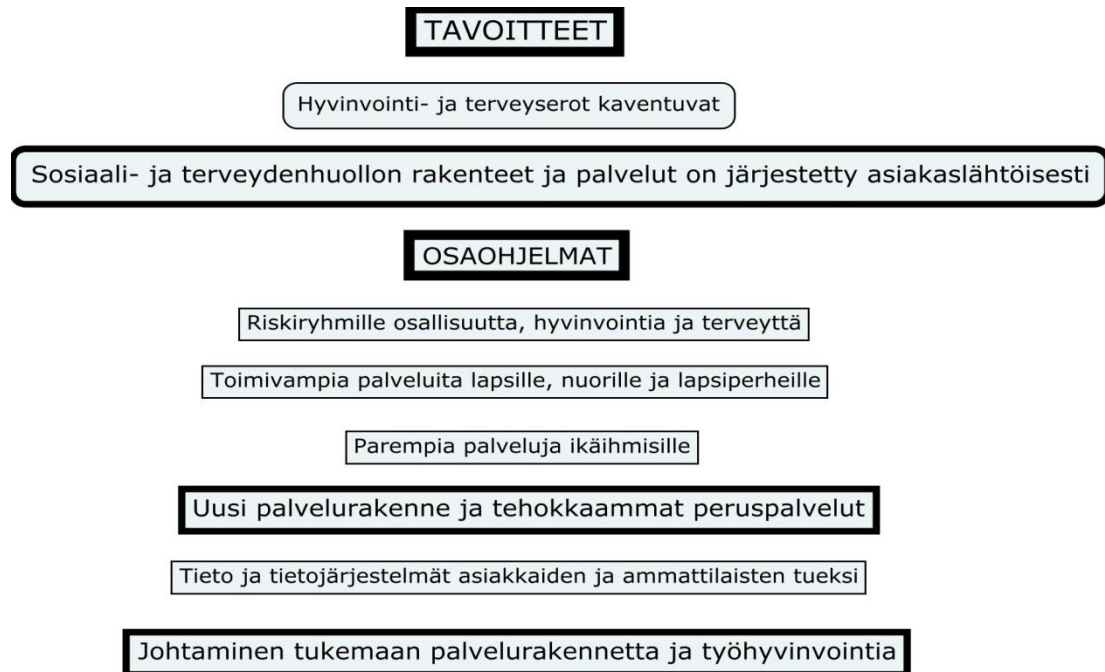 TAVOITTEET
Hyvinvointi- ja terveyserot kaventuvat
Sosiaali- ja terveydenhuollon rakenteet ja palvelut on järjestetty asiakaslähtöisesti
OSAOHJELMAT
Riskiryhmille osallisuutta, hyvinvointia ja terveyttä
Toimivampia palveluita lapsille, nuorille ja lapsiperheille
Parempia palveluja ikäihmisille
Uusi palvelurakenne ja tehokkaammat peruspalvelut
Tieto ja tietojärjestelmät asiakkaiden ja ammattilaisten tueksi
Johtaminen tukemaan palvelurakennetta ja työhyvinvointia